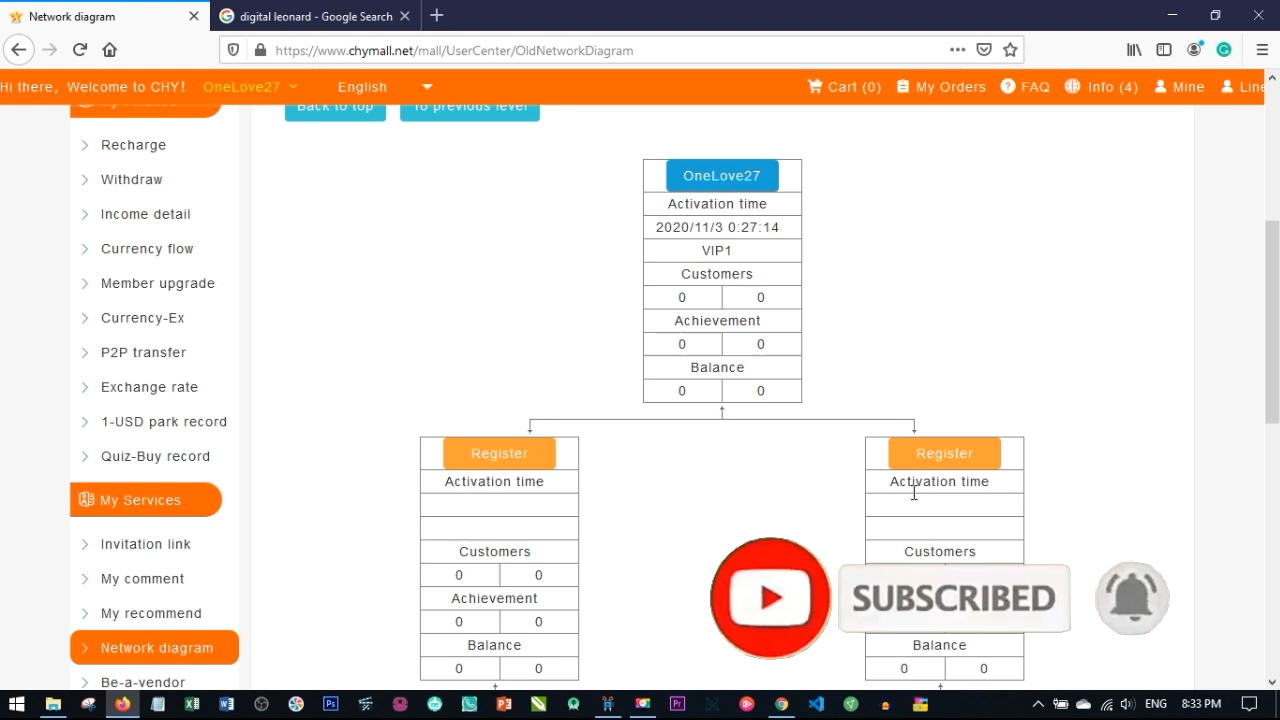 Network diagram
digital leonard - Google Search
https://www.chymall.net/mall/UserCenter/OldNetworkDiagram
Hi there, Welcome to CHY! OneLove27 English Cart (0) My Orders FAQ Info (4) Mine Line
Back to top To previous level
Recharge
Withdraw
Income detail
Currency flow
Member upgrade
Currency-Ex
P2P transfer
Exchange rate
1-USD park record
Quiz-Buy record
My Services
Invitation link
My comment
My recommend
Network diagram
Be-a-vendor
OneLove27
Activation time
2020/11/3 0:27:14
VIP1
Customers
0 0
Achievement
0 0
Balance
0 0
Register
Activation time
Customers
0 0
Achievement
0 0
Balance
0 0
Register
Activation time
Customers
Balance
0 0
SUBSCRIBED
ENG 8:33 PM